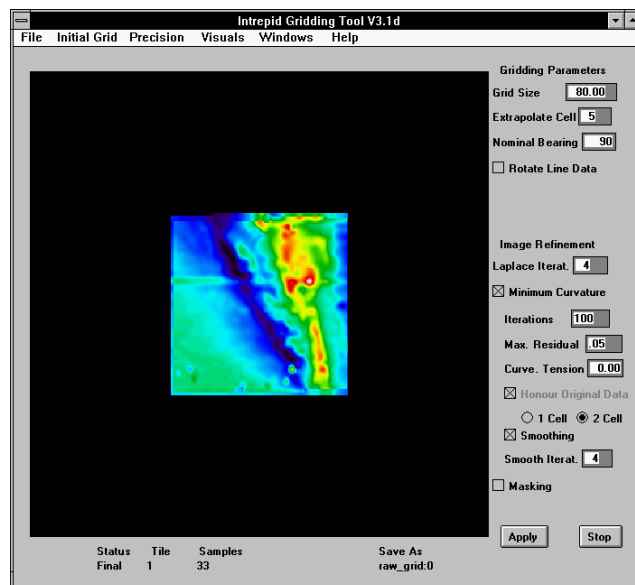 Intrepid Gridding Tool V3.1d
File Initial Grid Precision Visuals Windows Help
Gridding Parameters
Grid Size 80.00
Extrapolate Cell 5
Nominal Bearing 90
Rotate Line Data
Image Refinement
Laplace Iterat. 4
Minimum Curvature
Iterations 100
Max. Residual .05
Curve. Tension 0.00
Honour Original Data
1 Cell 2 Cell
Smoothing
Smooth Iterat. 4
Masking
Apply Stop
Status Tile Samples Save As
Final 1 33 raw_grid:0